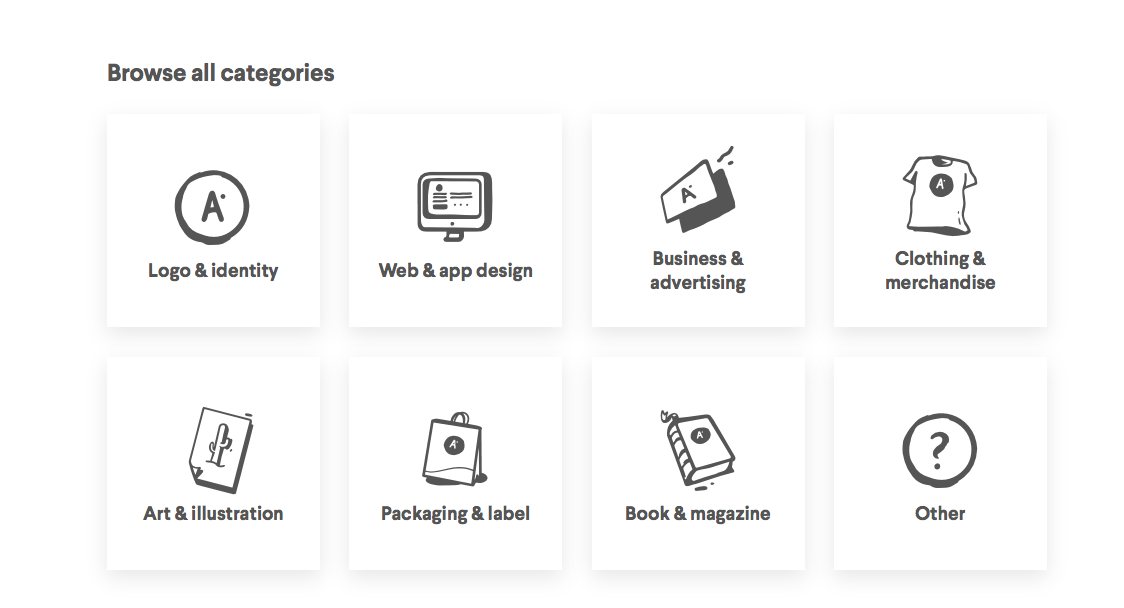 Browse all categories
A
A
A
Logo & identity
Web & app design
Business &
advertising
Clothing &
merchandise
A
A
?
Art & illustration
Packaging & label
Book & magazine
Other